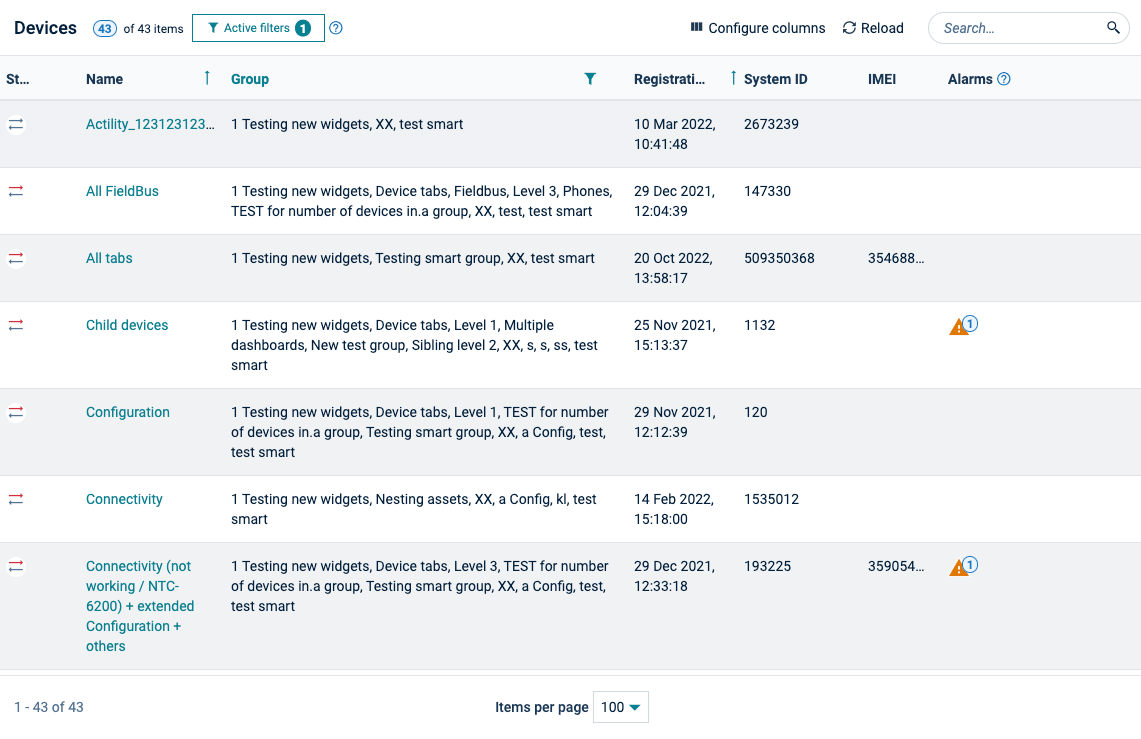 Devices 43 of 43 items Active filters 1 Configure columns Reload Search...
St... Name Group Registrati... System ID IMEI Alarms
Actility_123123123... 1 Testing new widgets, XX, test smart 10 Mar 2022, 2673239
10:41:48
All FieldBus 1 Testing new widgets, Device tabs, Fieldbus, Level 3, Phones, 29 Dec 2021, 147330
TEST for number of devices in.a group, XX, test, test smart 12:04:39
All tabs 1 Testing new widgets, Testing smart group, XX, test smart 20 Oct 2022, 509350368 354688...
13:58:17
Child devices 1 Testing new widgets, Device tabs, Level 1, Multiple 25 Nov 2021, 1132 1
dashboards, New test group, Sibling level 2, XX, s, s, ss, test 15:13:37
smart
Configuration 1 Testing new widgets, Device tabs, Level 1, TEST for number 29 Nov 2021, 120
of devices in.a group, Testing smart group, XX, a Config, test, 12:12:39
test smart
Connectivity 1 Testing new widgets, Nesting assets, XX, a Config, kl, test 14 Feb 2022, 1535012
smart 15:18:00
Connectivity (not 1 Testing new widgets, Device tabs, Level 3, TEST for number 29 Dec 2021, 193225 359054... 1
working / NTC- of devices in.a group, Testing smart group, XX, a Config, test, 12:33:18
6200) + extended test smart
Configuration +
others
1 - 43 of 43 Items per page 100